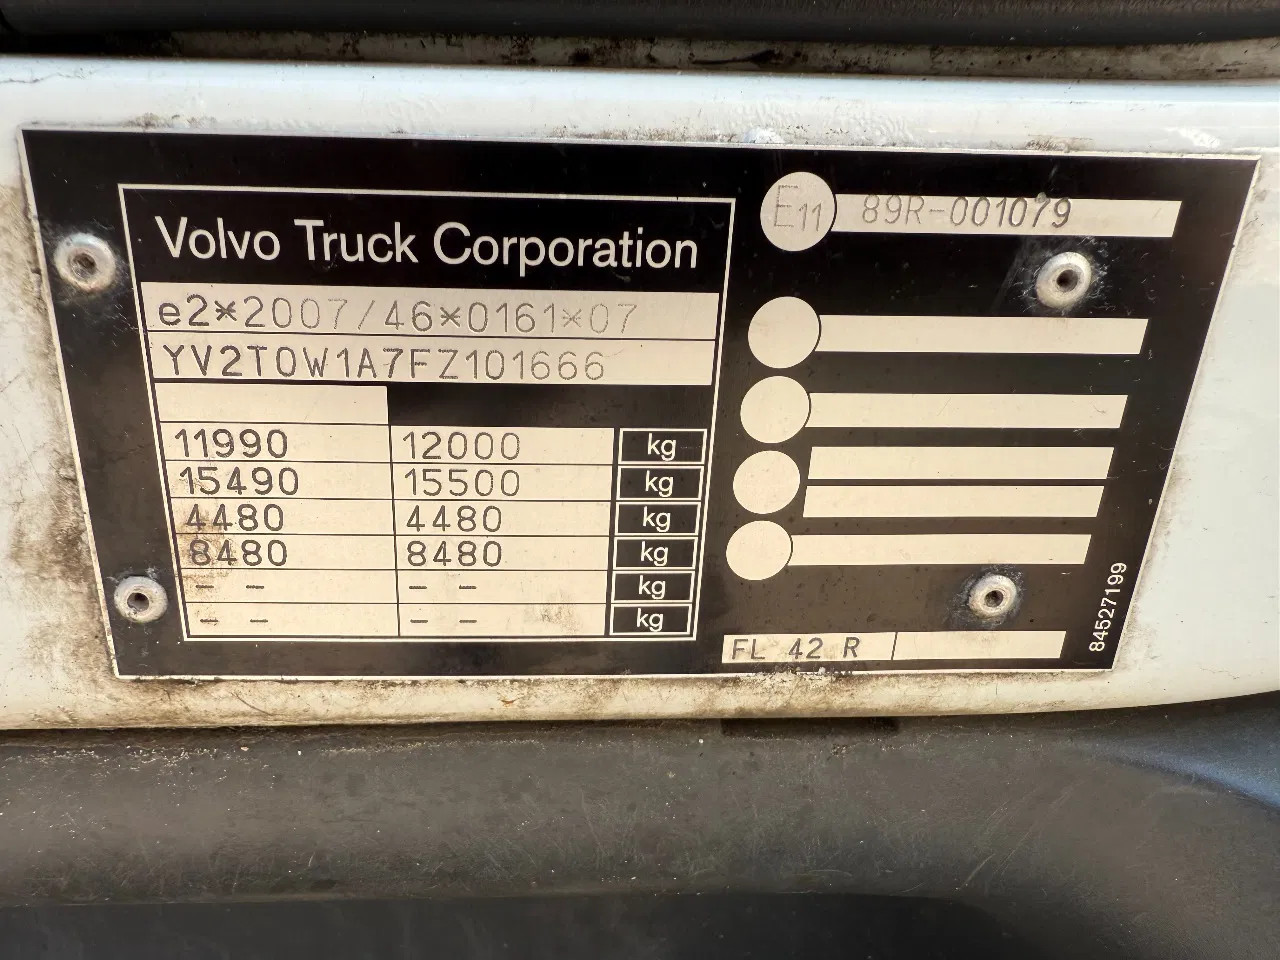 Volvo Truck Corporation
e2*2007/46*0161*07
YV2T0W1A7FZ101666
11990 12000 kg
15490 15500 kg
4480 4480 kg
8480 8480 kg
– – – – kg
– – – – kg
E11 89R-001079
FL 42 R
84527199